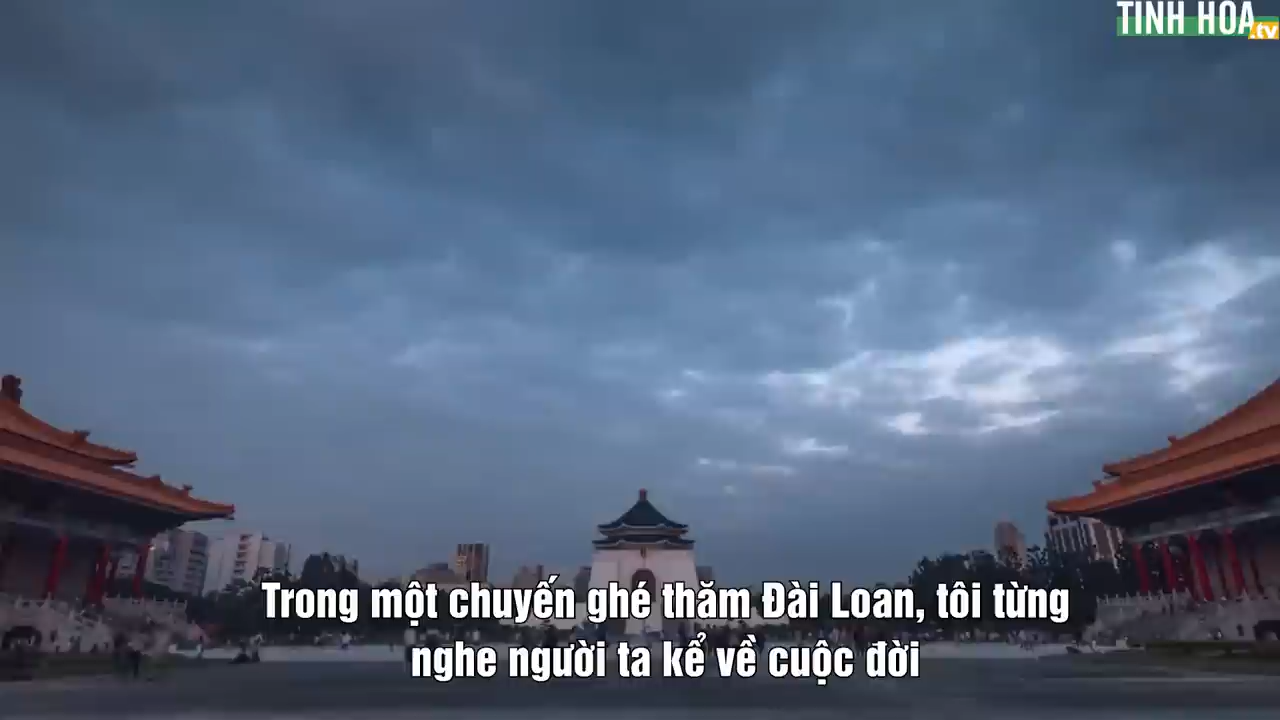 TINH HOA
.tv
Trong một chuyến ghé thăm Đài Loan, tôi từng
nghe người ta kể về cuộc đời